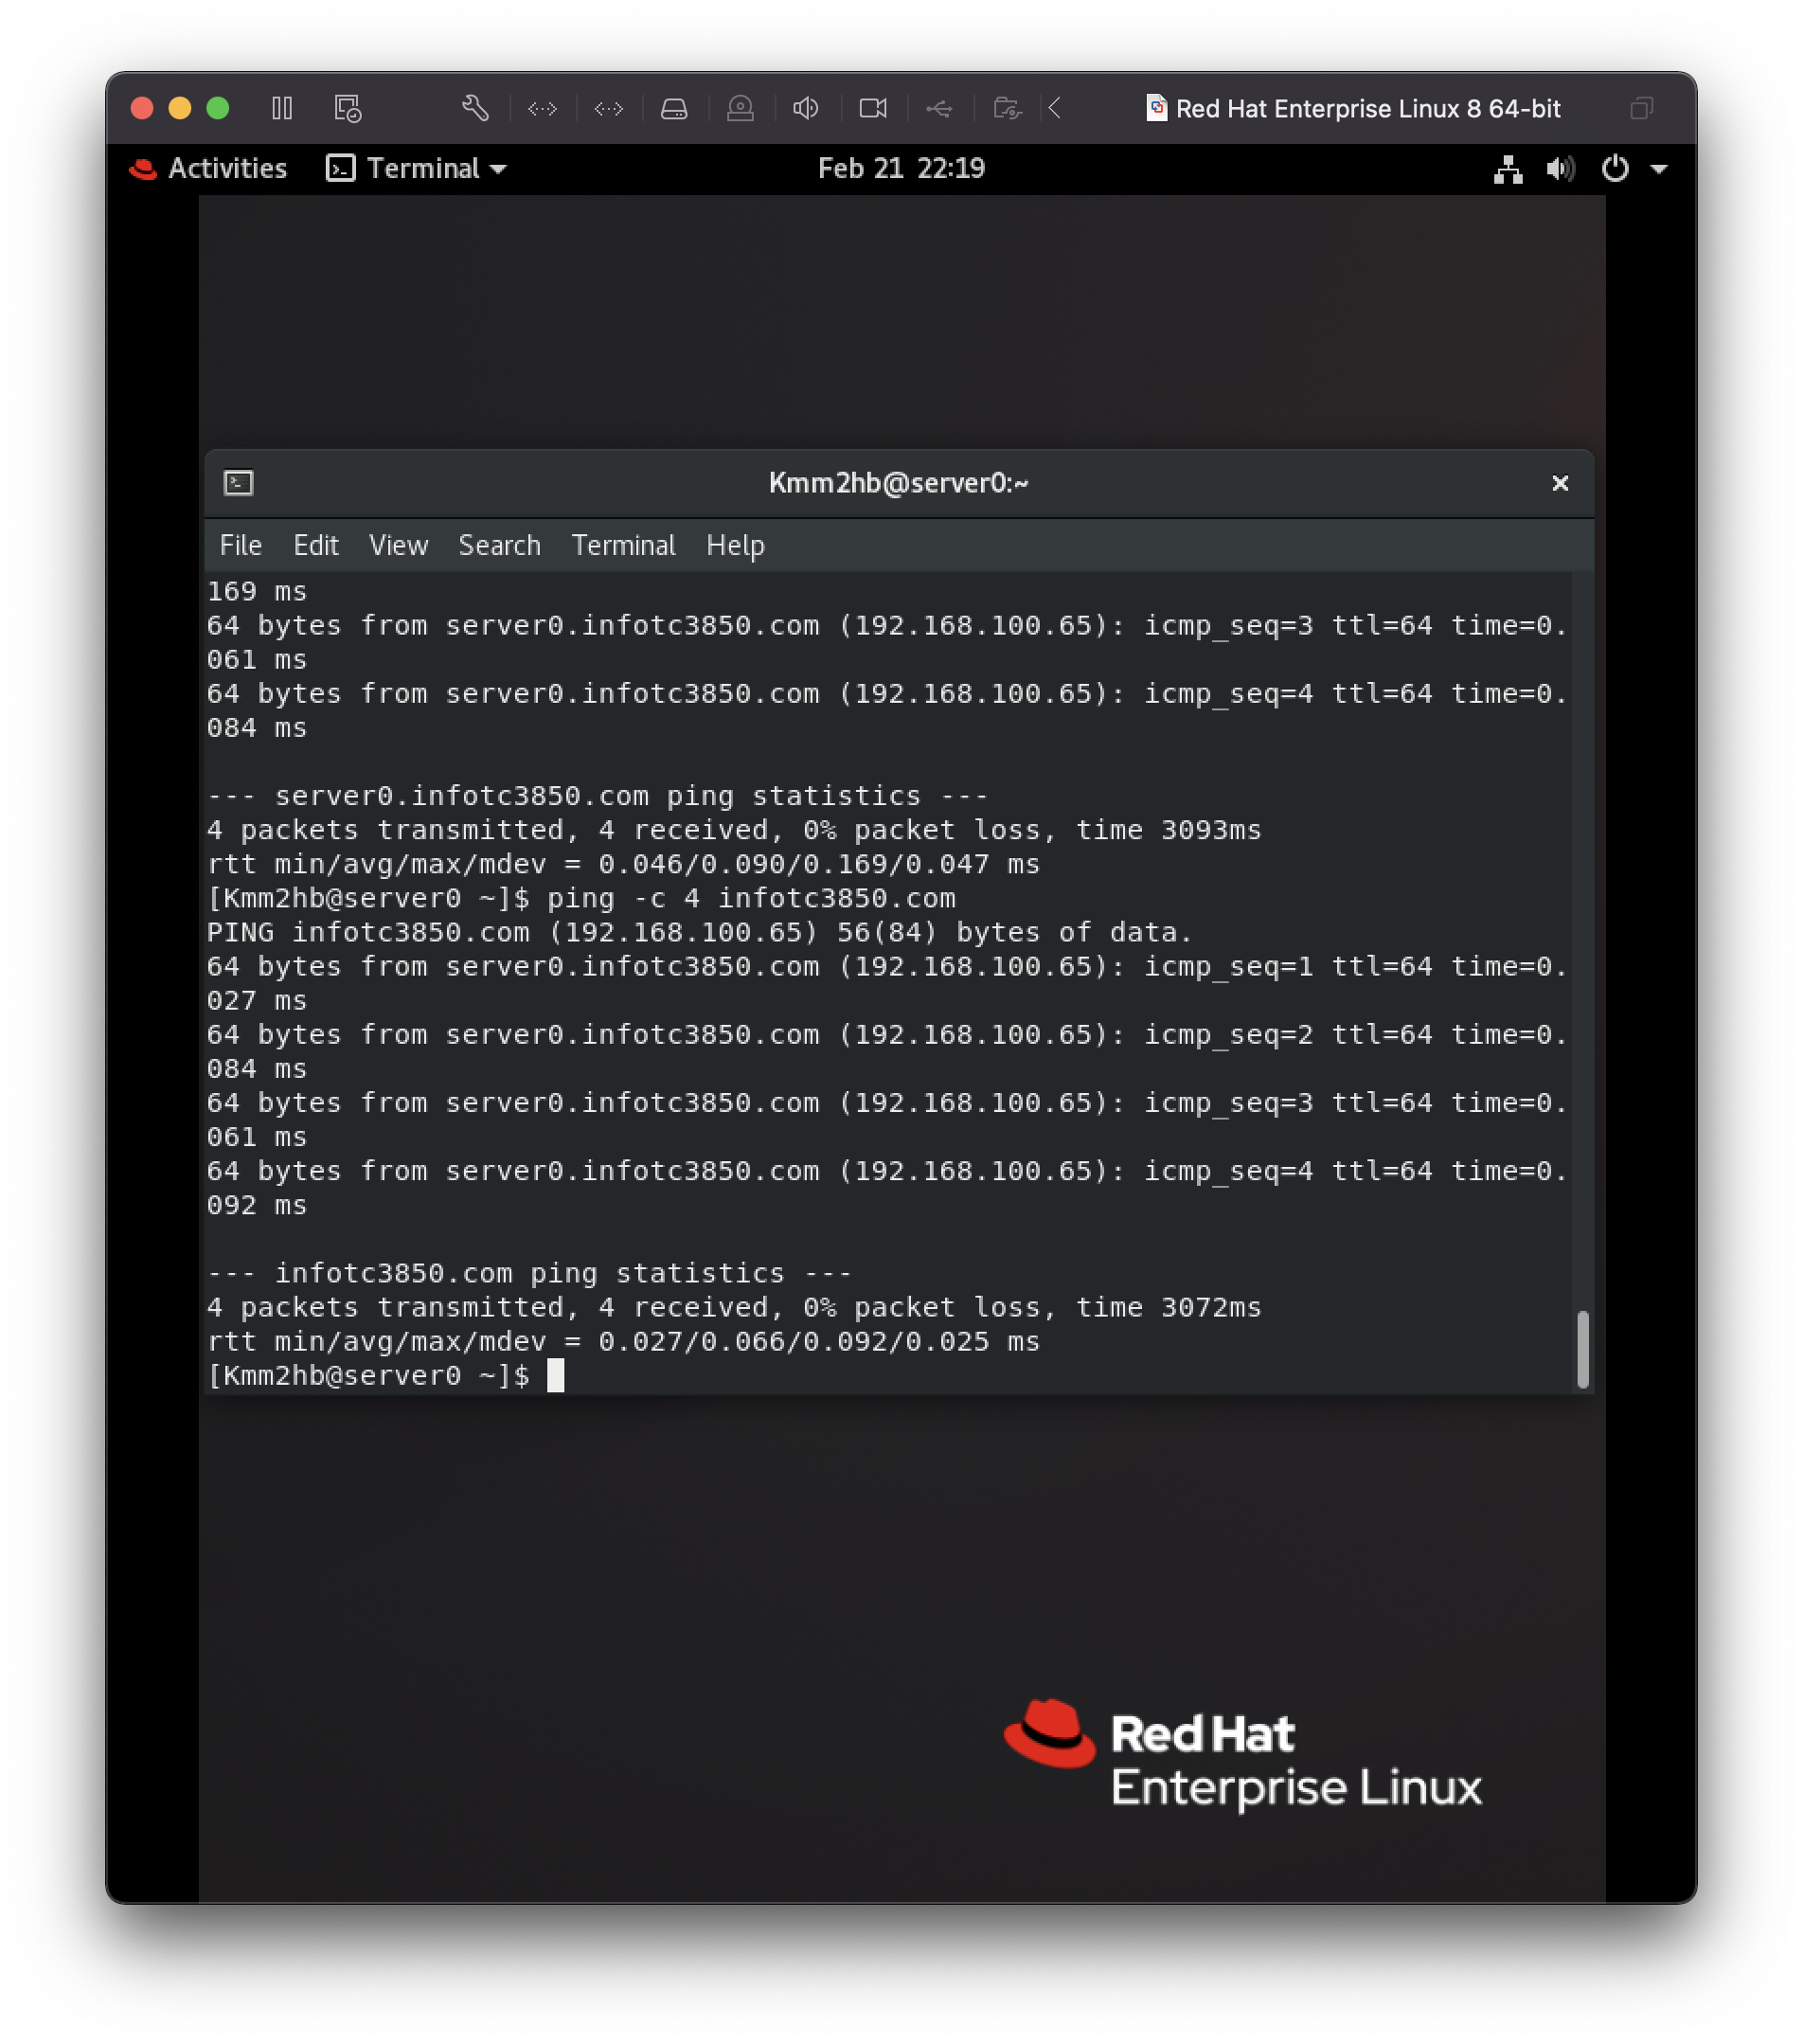 Red Hat Enterprise Linux 8 64-bit
Activities Terminal Feb 21 22:19
Kmm2hb@server0:~
File Edit View Search Terminal Help
169 ms
64 bytes from server0.infotc3850.com (192.168.100.65): icmp_seq=3 ttl=64 time=0.
061 ms
64 bytes from server0.infotc3850.com (192.168.100.65): icmp_seq=4 ttl=64 time=0.
084 ms
--- server0.infotc3850.com ping statistics ---
4 packets transmitted, 4 received, 0% packet loss, time 3093ms
rtt min/avg/max/mdev = 0.046/0.090/0.169/0.047 ms
[Kmm2hb@server0 ~]$ ping -c 4 infotc3850.com
PING infotc3850.com (192.168.100.65) 56(84) bytes of data.
64 bytes from server0.infotc3850.com (192.168.100.65): icmp_seq=1 ttl=64 time=0.
027 ms
64 bytes from server0.infotc3850.com (192.168.100.65): icmp_seq=2 ttl=64 time=0.
084 ms
64 bytes from server0.infotc3850.com (192.168.100.65): icmp_seq=3 ttl=64 time=0.
061 ms
64 bytes from server0.infotc3850.com (192.168.100.65): icmp_seq=4 ttl=64 time=0.
092 ms
--- infotc3850.com ping statistics ---
4 packets transmitted, 4 received, 0% packet loss, time 3072ms
rtt min/avg/max/mdev = 0.027/0.066/0.092/0.025 ms
[Kmm2hb@server0 ~]$
Red Hat
Enterprise Linux